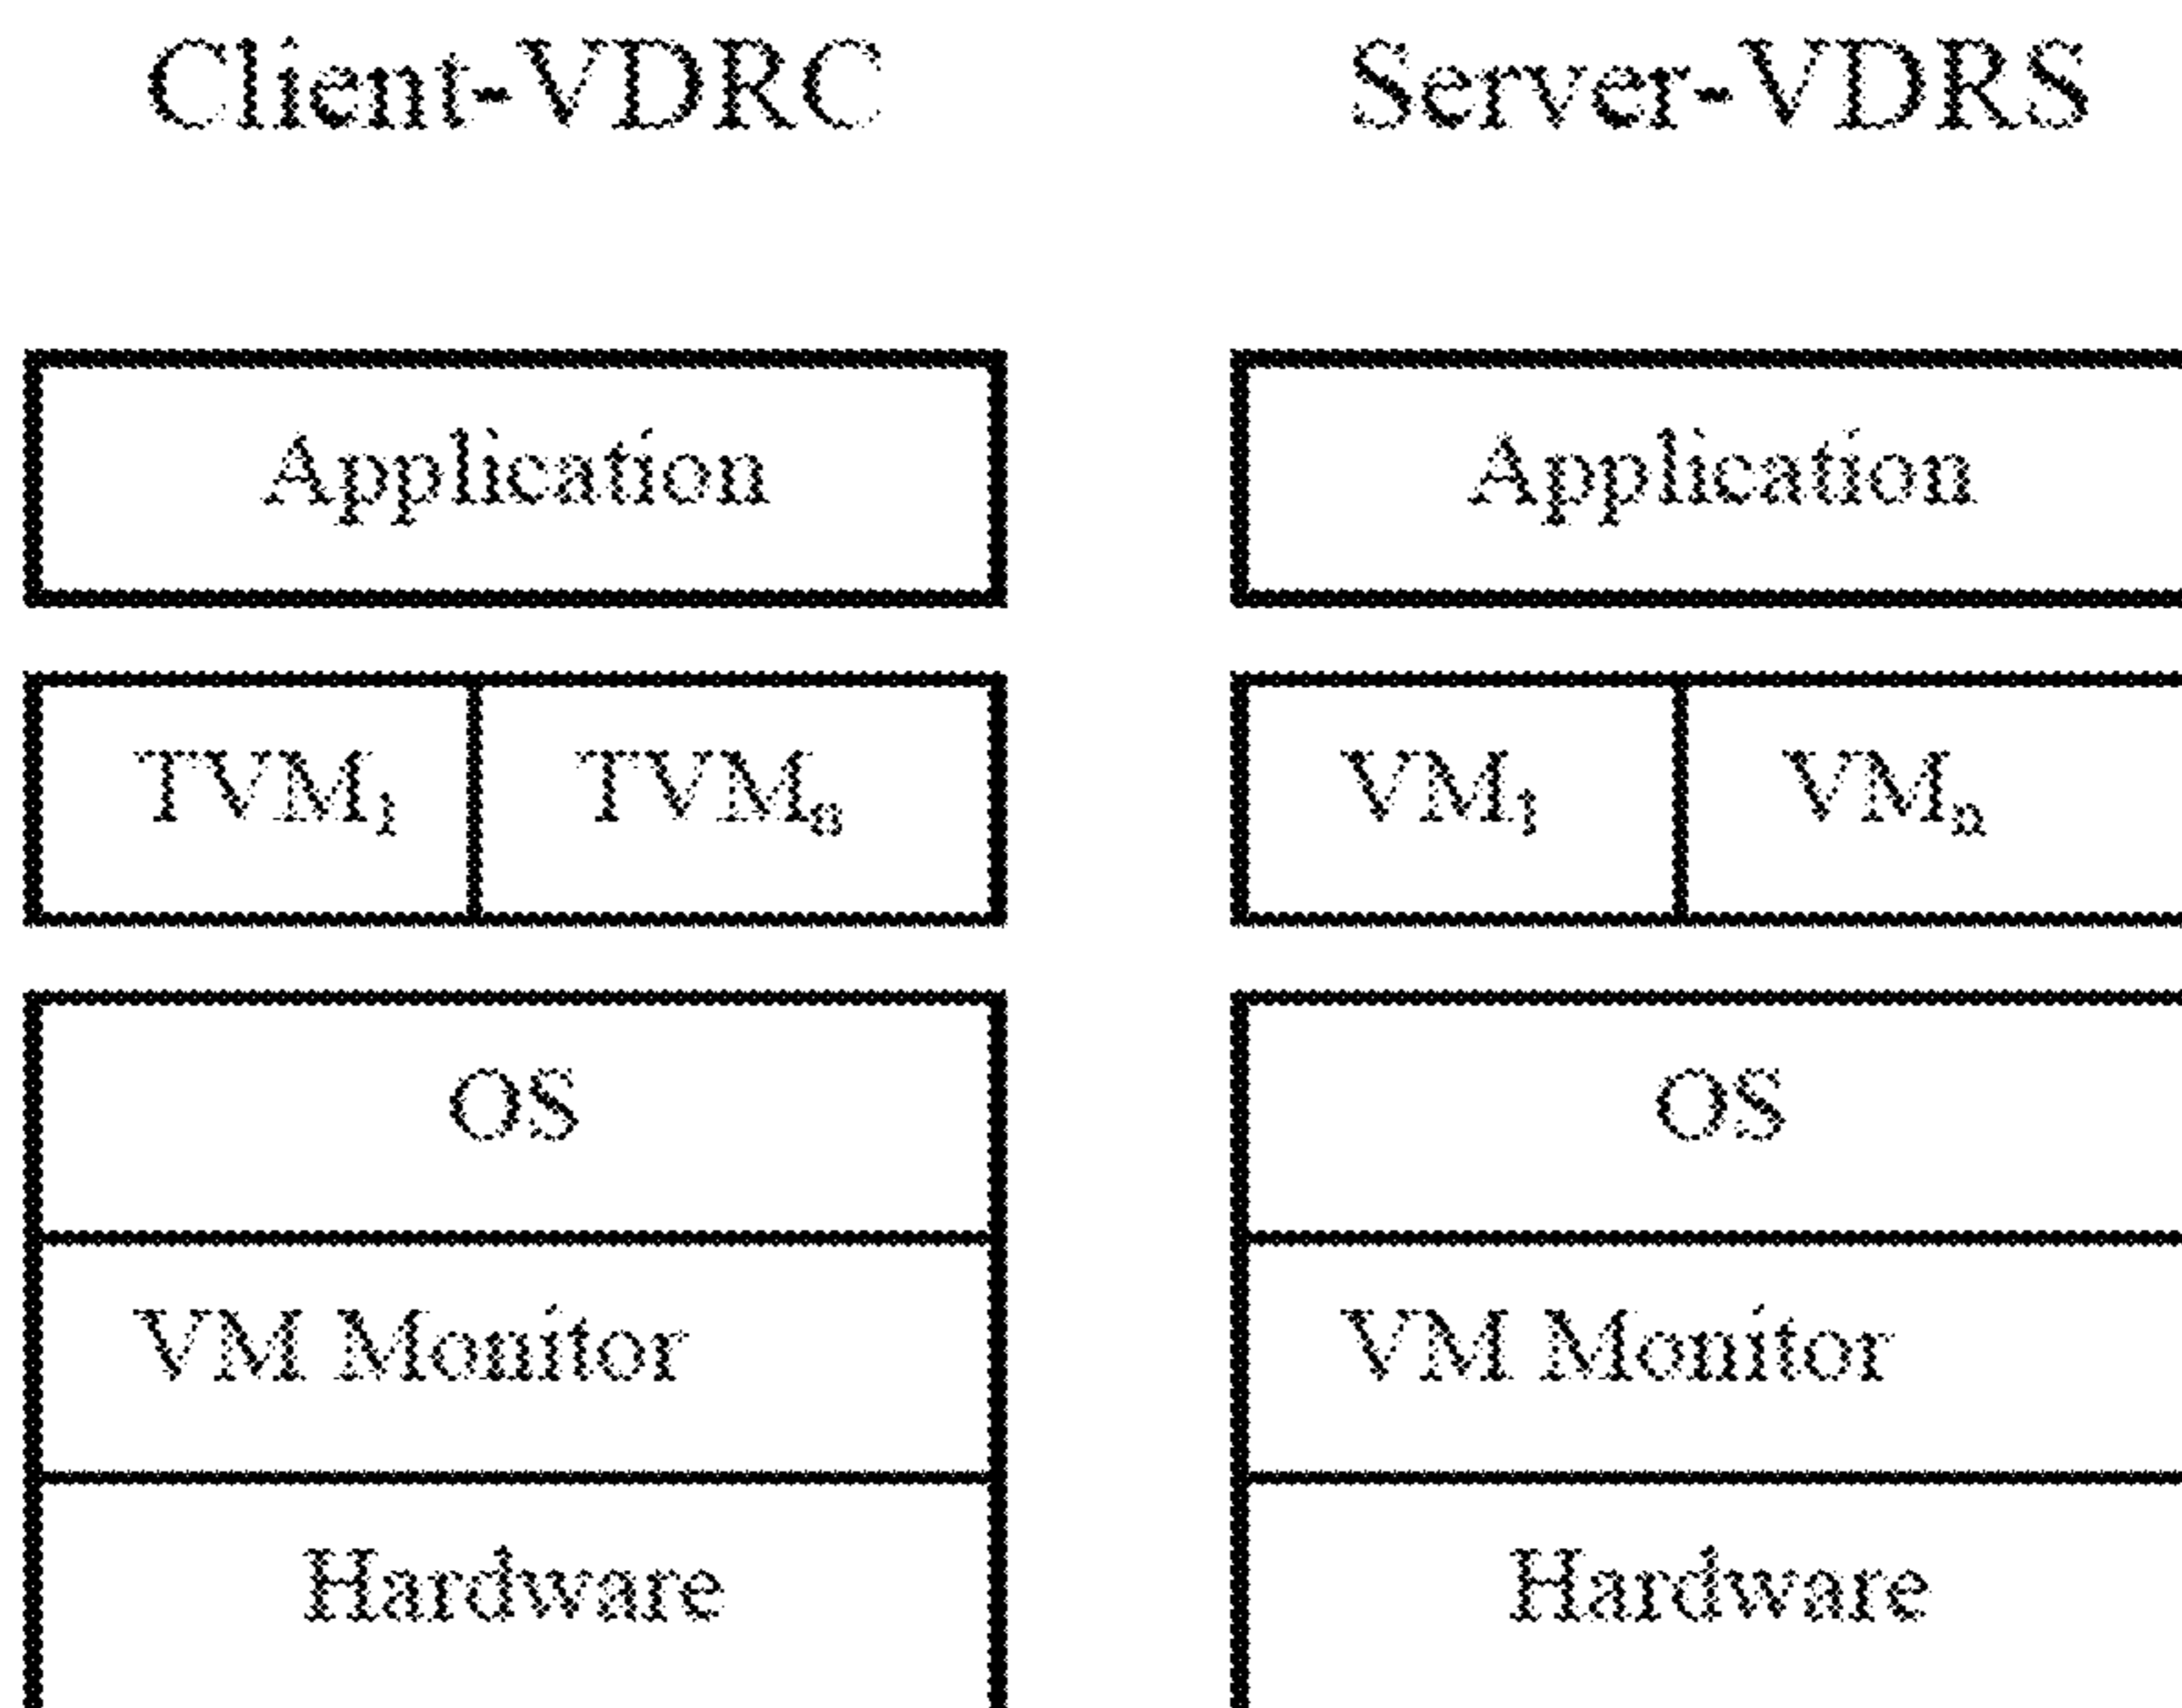 Client-VDRC Server-VDRS
Application Application
TVM₁ TVMₙ VM₁ VMₙ
OS OS
VM Monitor VM Monitor
Hardware Hardware